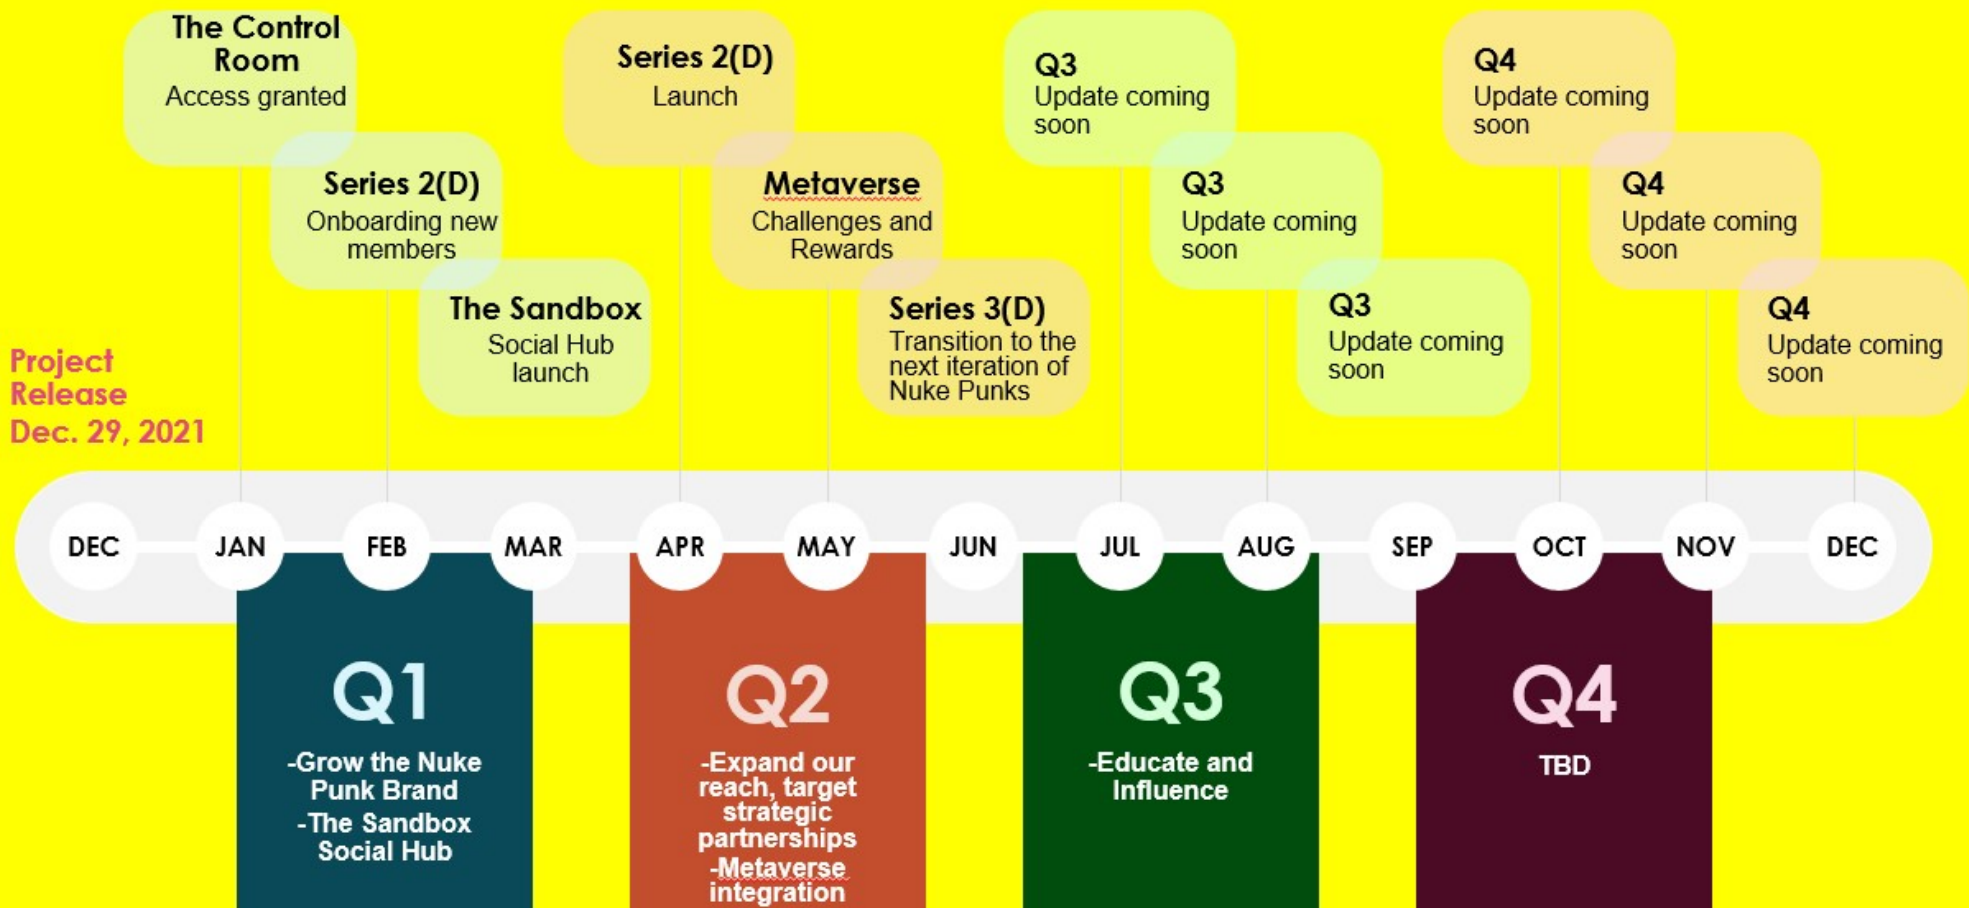 The Control
Room
Access granted
Series 2(D)
Onboarding new
members
The Sandbox
Social Hub
launch
Series 2(D)
Launch
Metaverse
Challenges and
Rewards
Series 3(D)
Transition to the
next iteration of
Nuke Punks
Q3
Update coming
soon
Q3
Update coming
soon
Q3
Update coming
soon
Q4
Update coming
soon
Q4
Update coming
soon
Q4
Update coming
soon
Project
Release
Dec. 29, 2021
DEC JAN FEB MAR APR MAY JUN JUL AUG SEP OCT NOV DEC
Q1
-Grow the Nuke
Punk Brand
-The Sandbox
Social Hub
Q2
-Expand our
reach, target
strategic
partnerships
-Metaverse
integration
Q3
-Educate and
Influence
Q4
TBD